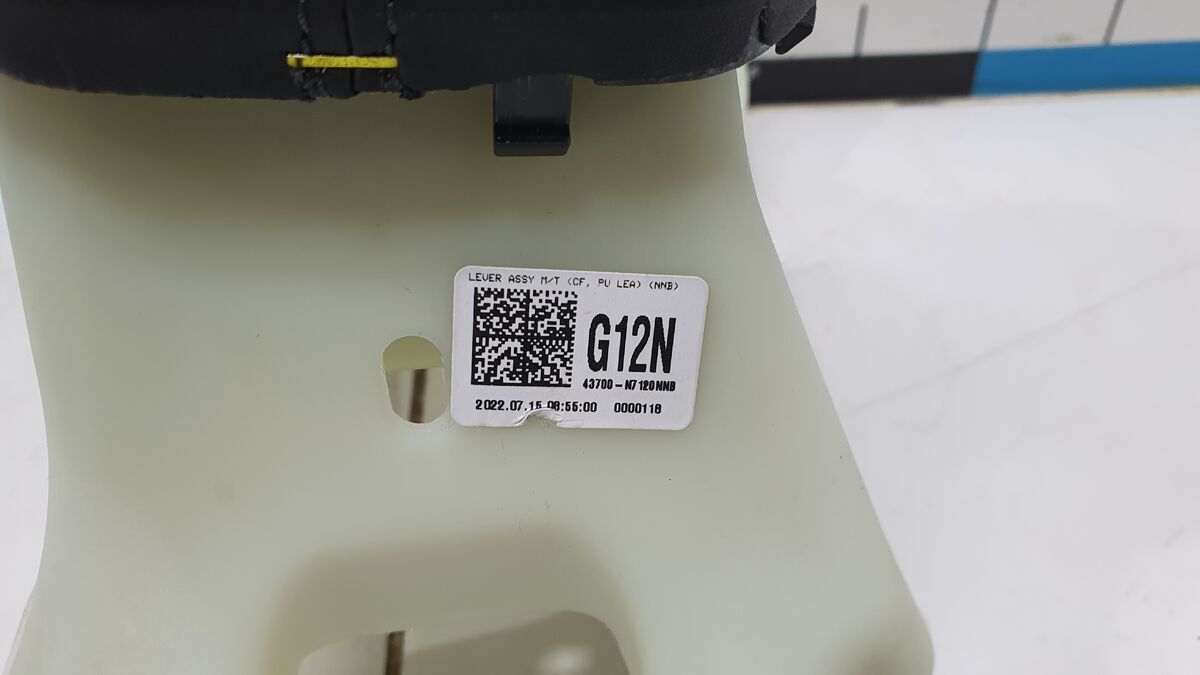 LEVER ASSY M/T (CF, PU LEA) (NNB)
G12N
43700-N7120NNB
2022.07.15 08:55:00 0000118